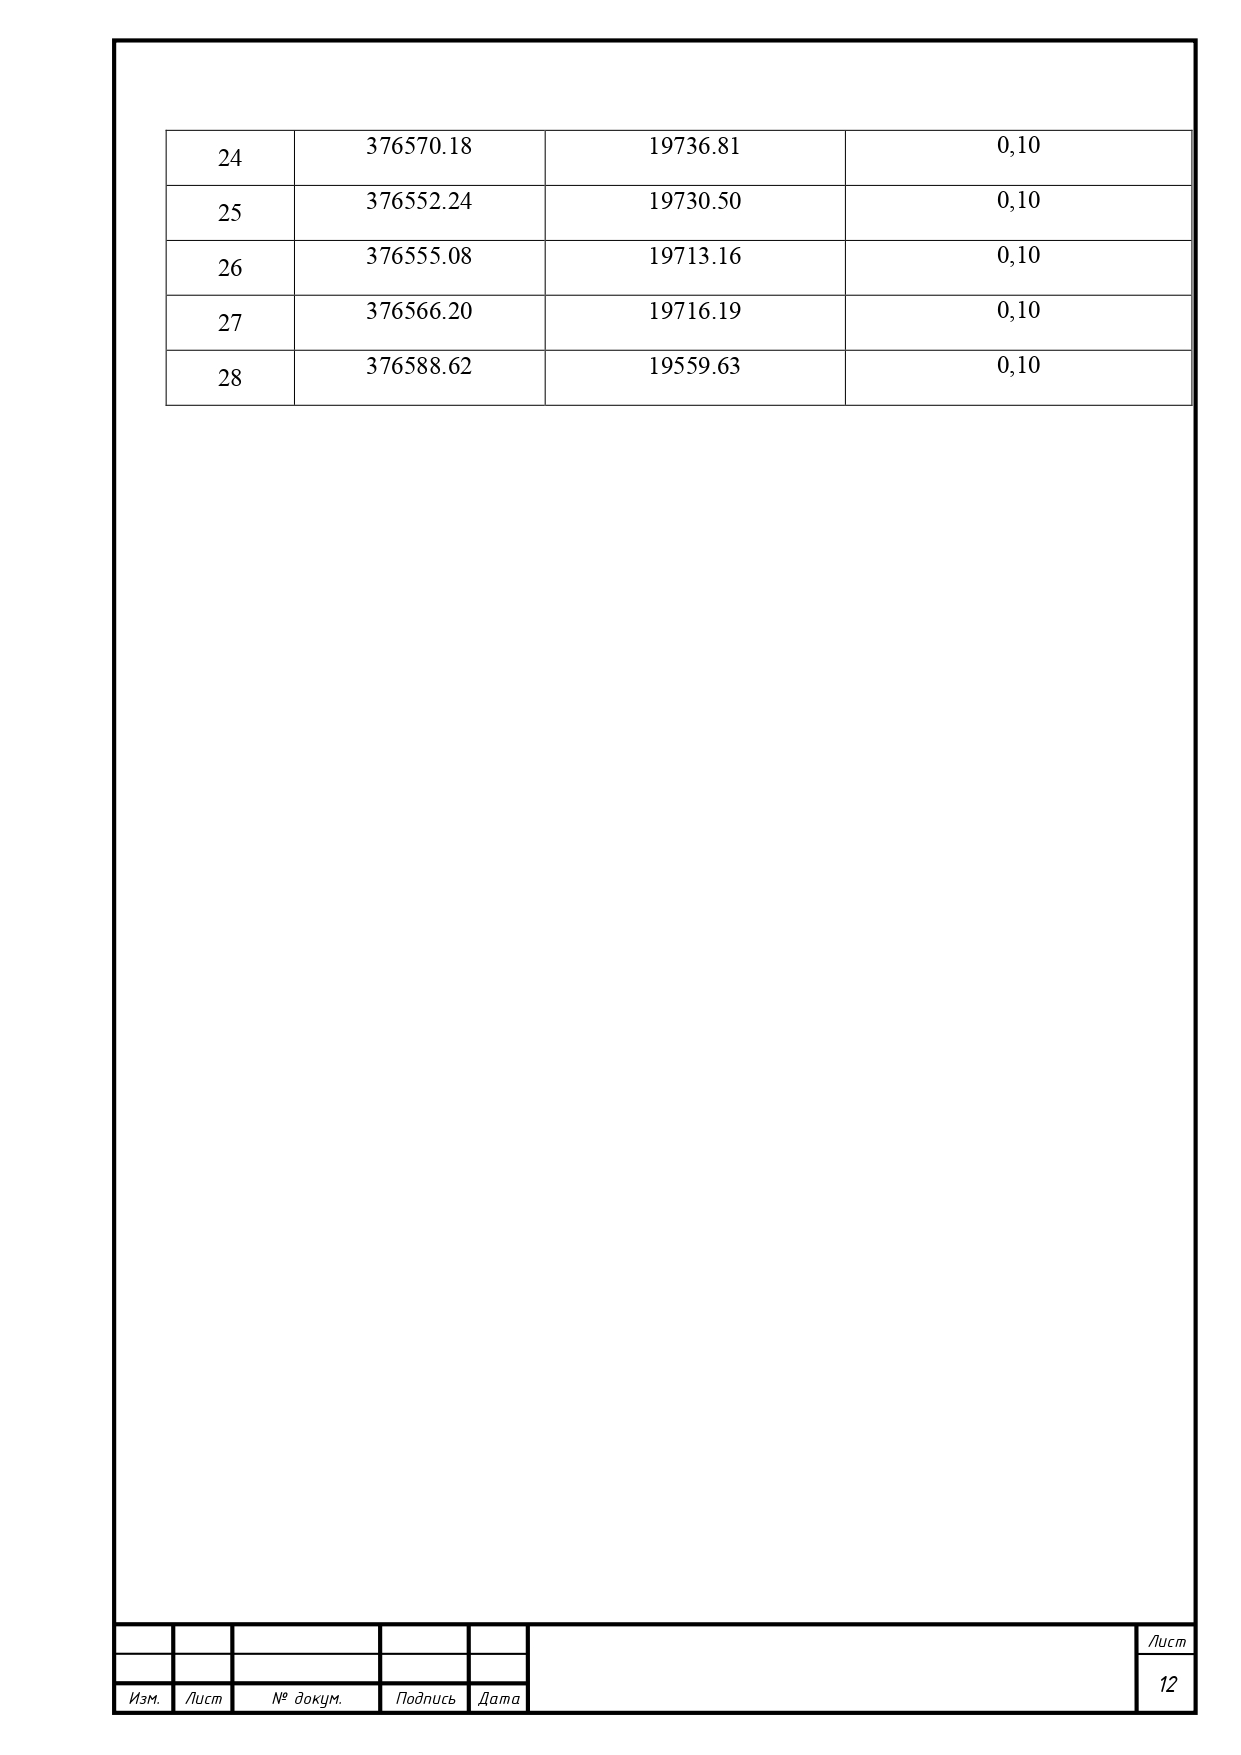 24 376570.18 19736.81 0,10
25 376552.24 19730.50 0,10
26 376555.08 19713.16 0,10
27 376566.20 19716.19 0,10
28 376588.62 19559.63 0,10
Лист
12
Изм. Лист № докум. Подпись Дата